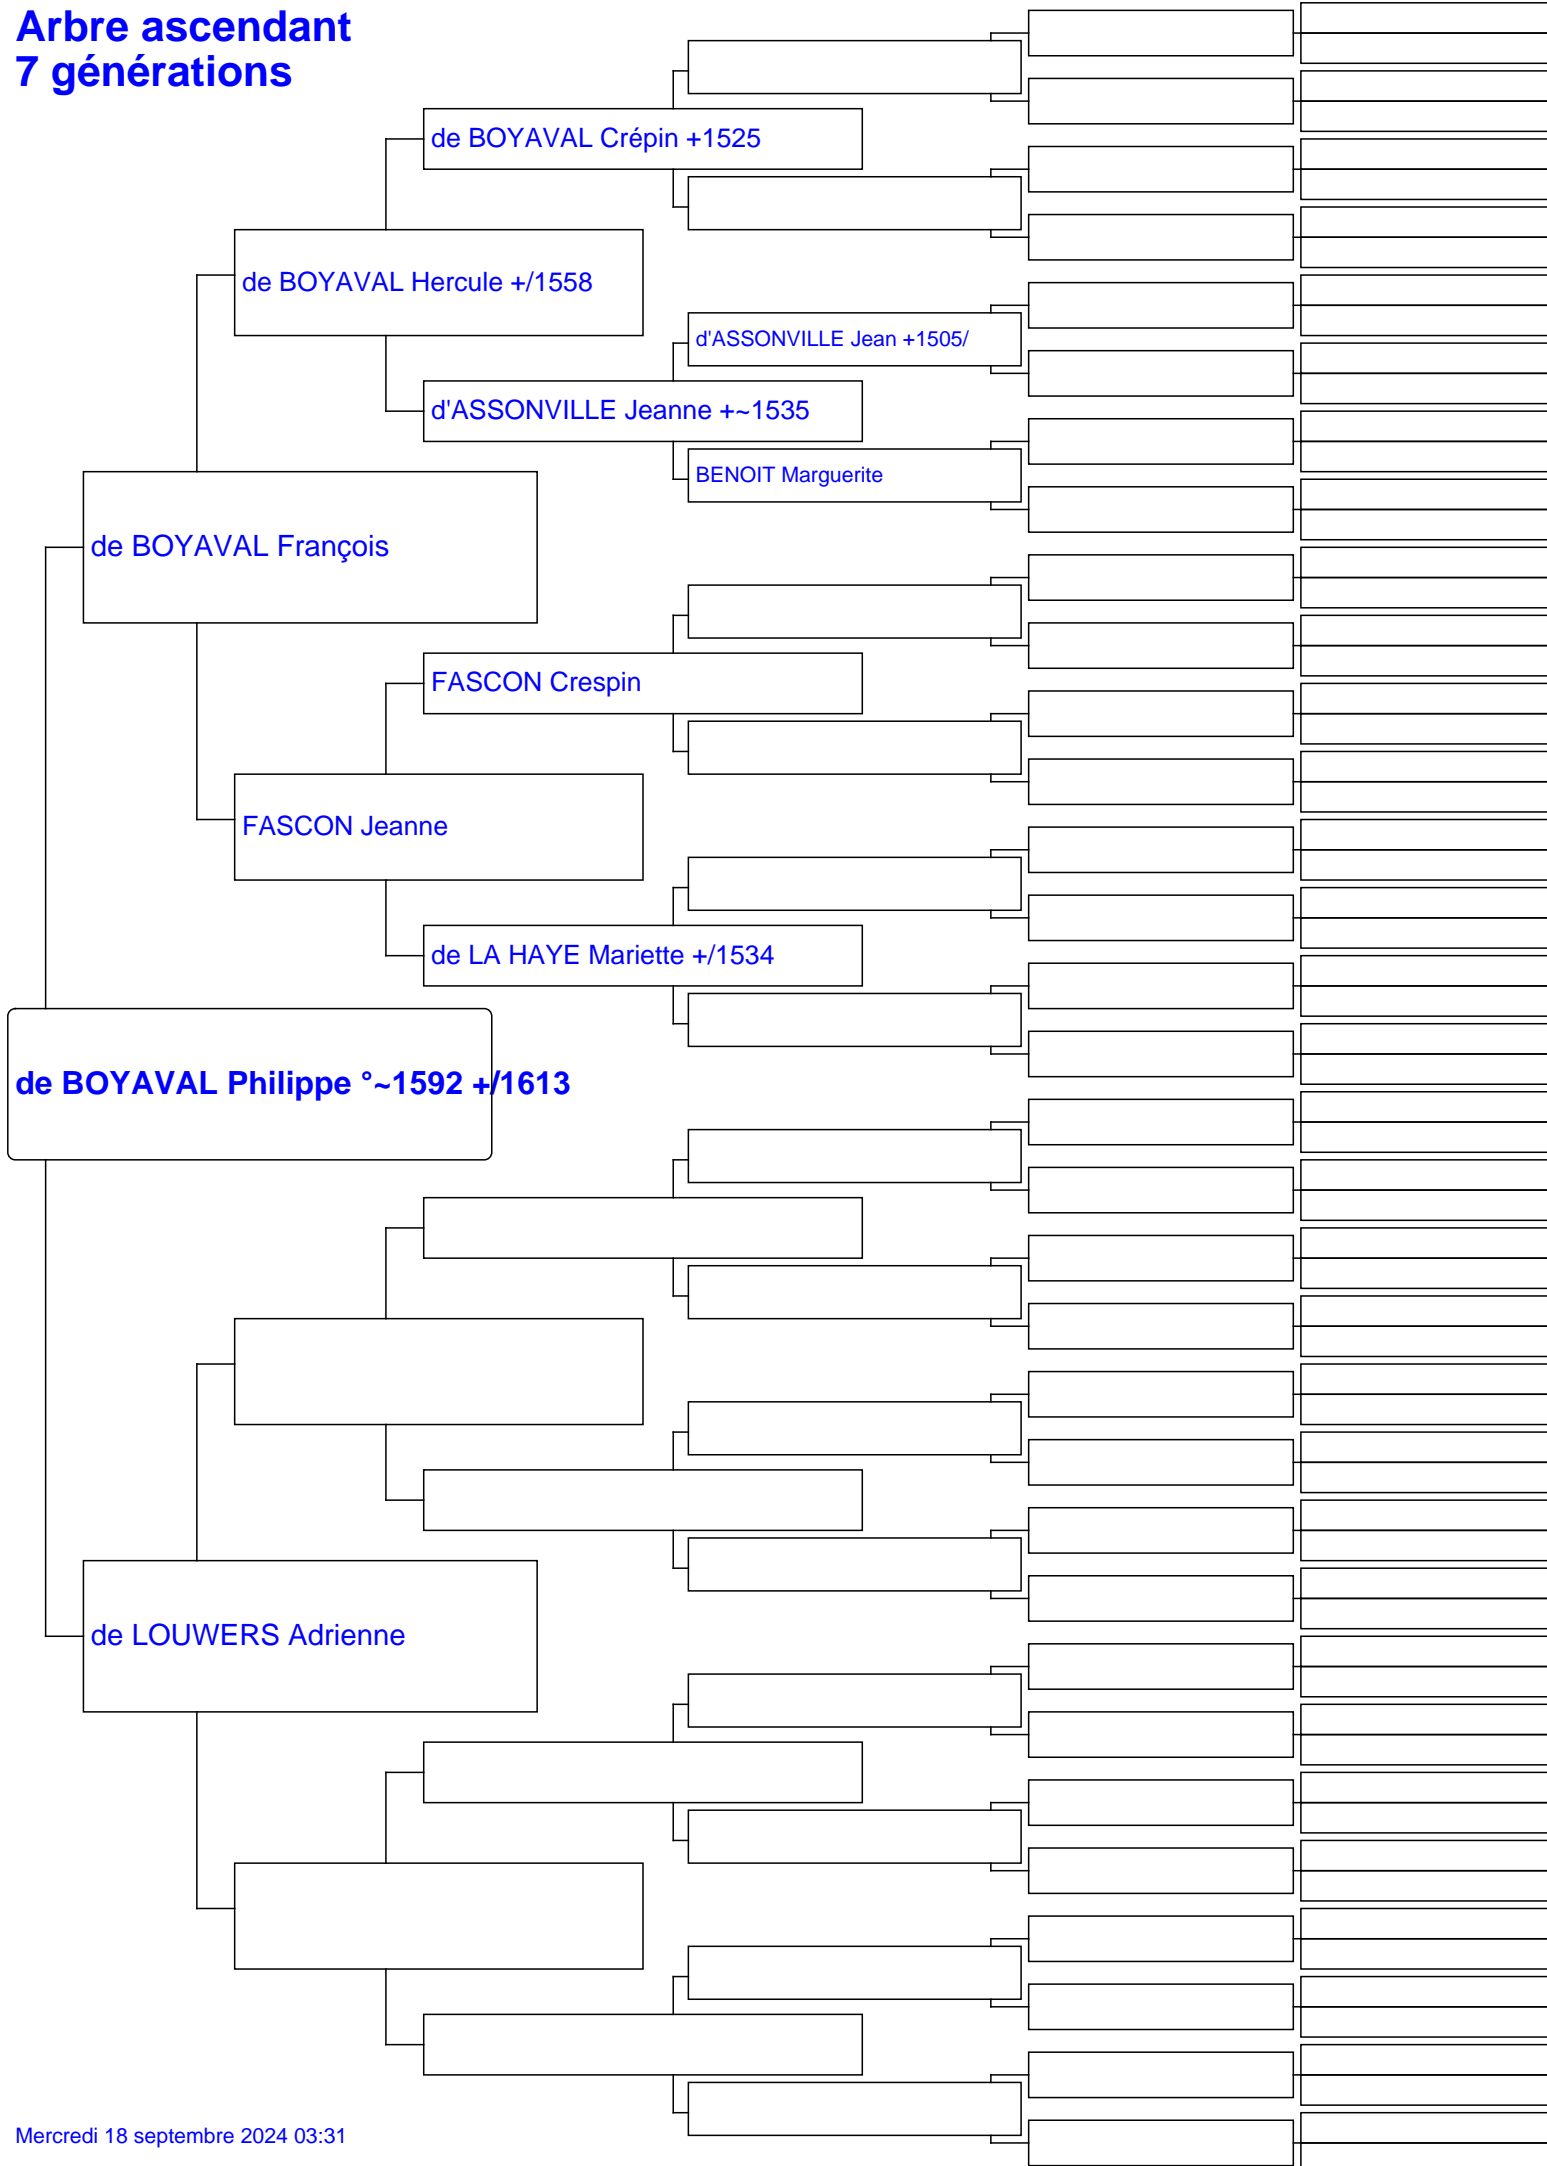 Arbre ascendant
7 générations
de BOYAVAL Crépin +1525
de BOYAVAL Hercule +/1558
d'ASSONVILLE Jean +1505/
d'ASSONVILLE Jeanne +~1535
BENOIT Marguerite
de BOYAVAL François
FASCON Crespin
FASCON Jeanne
de LA HAYE Mariette +/1534
de BOYAVAL Philippe °~1592 +/1613
de LOUWERS Adrienne
Mercredi 18 septembre 2024 03:31